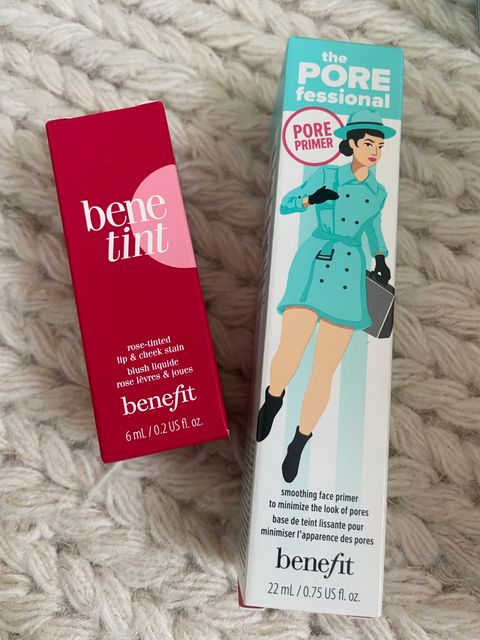 bene
tint
rose-tinted
lip & cheek stain
blush liquide
rose lèvres & joues
benefit
6 mL / 0.2 US fl. oz.
the
PORE
fessional
PORE
PRIMER
smoothing face primer
to minimize the look of pores
base de teint lissante pour
minimiser l'apparence des pores
benefit
22 mL / 0.75 US fl. oz.